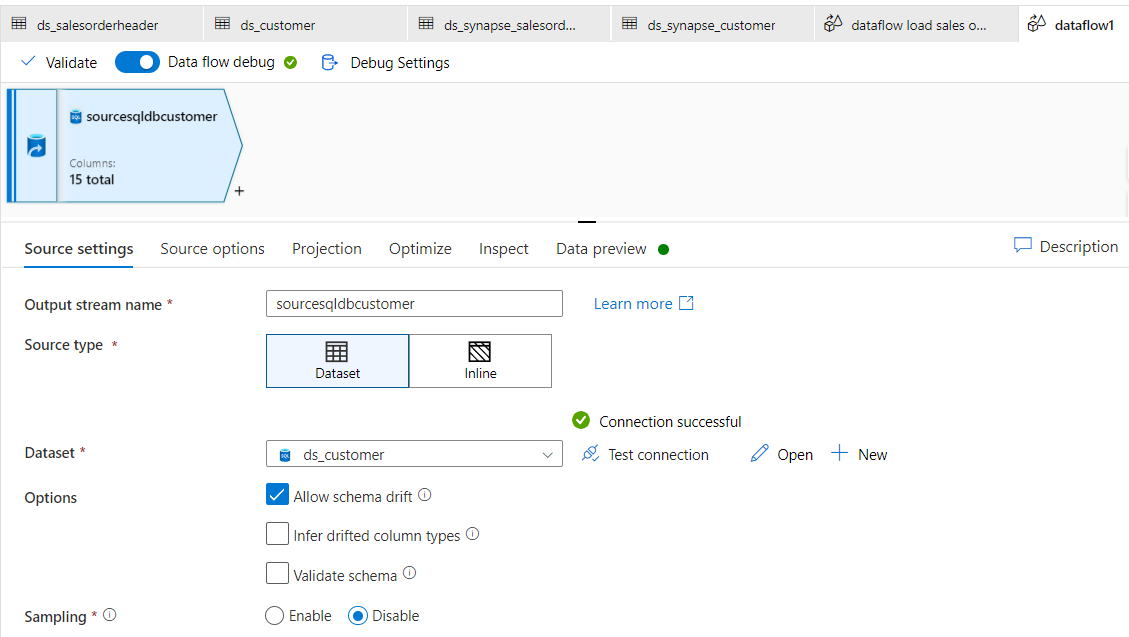 ds_salesorderheader ds_customer ds_synapse_salesord... ds_synapse_customer dataflow load sales o... dataflow1
Validate Data flow debug Debug Settings
sourcesqldbcustomer
Columns:
15 total
+
Source settings Source options Projection Optimize Inspect Data preview Description
Output stream name * sourcesqldbcustomer Learn more
Source type * Dataset Inline
Connection successful
Dataset * ds_customer Test connection Open New
Options Allow schema drift
Infer drifted column types
Validate schema
Sampling * Enable Disable